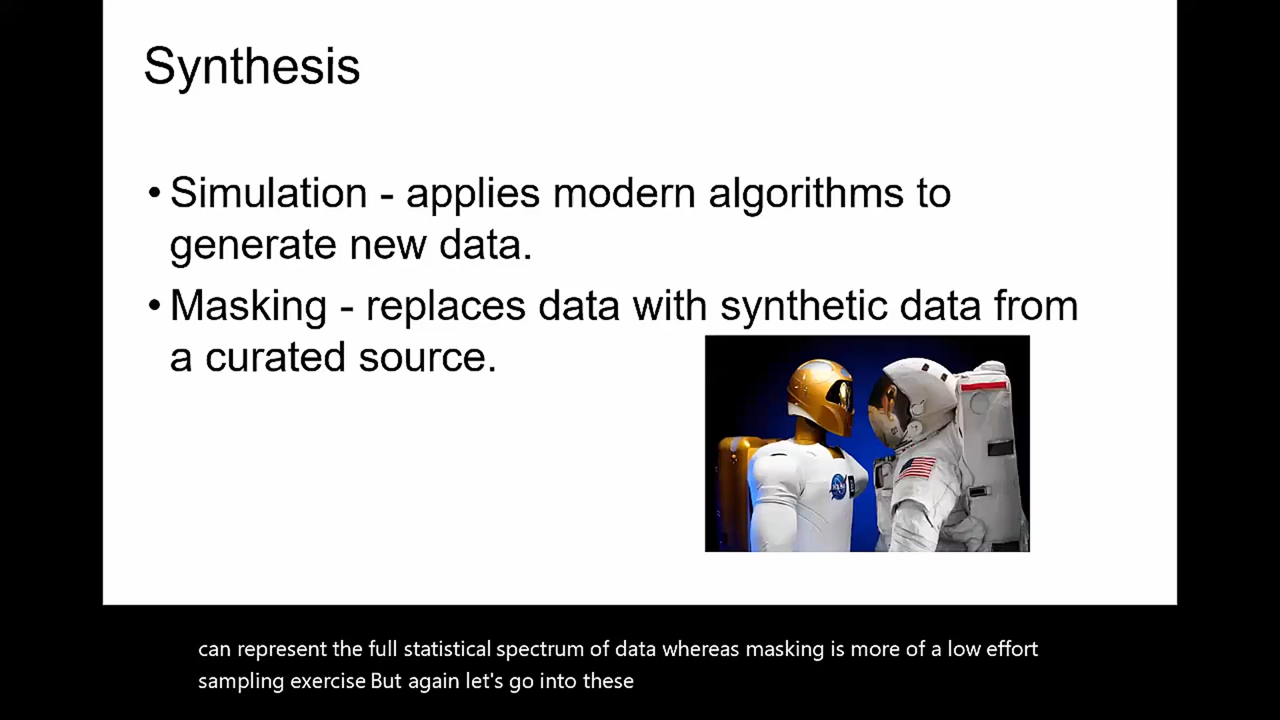 Synthesis
• Simulation - applies modern algorithms to
generate new data.
• Masking - replaces data with synthetic data from
a curated source.
NASA
can represent the full statistical spectrum of data whereas masking is more of a low effort
sampling exercise But again let's go into these